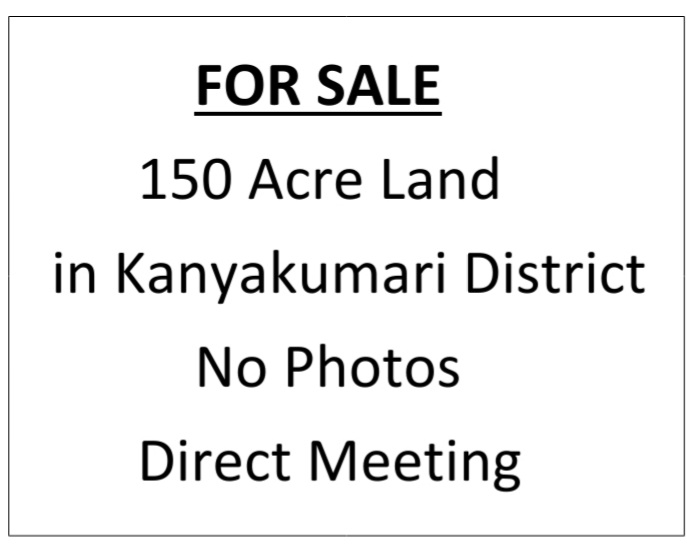 FOR SALE
150 Acre Land
in Kanyakumari District
No Photos
Direct Meeting